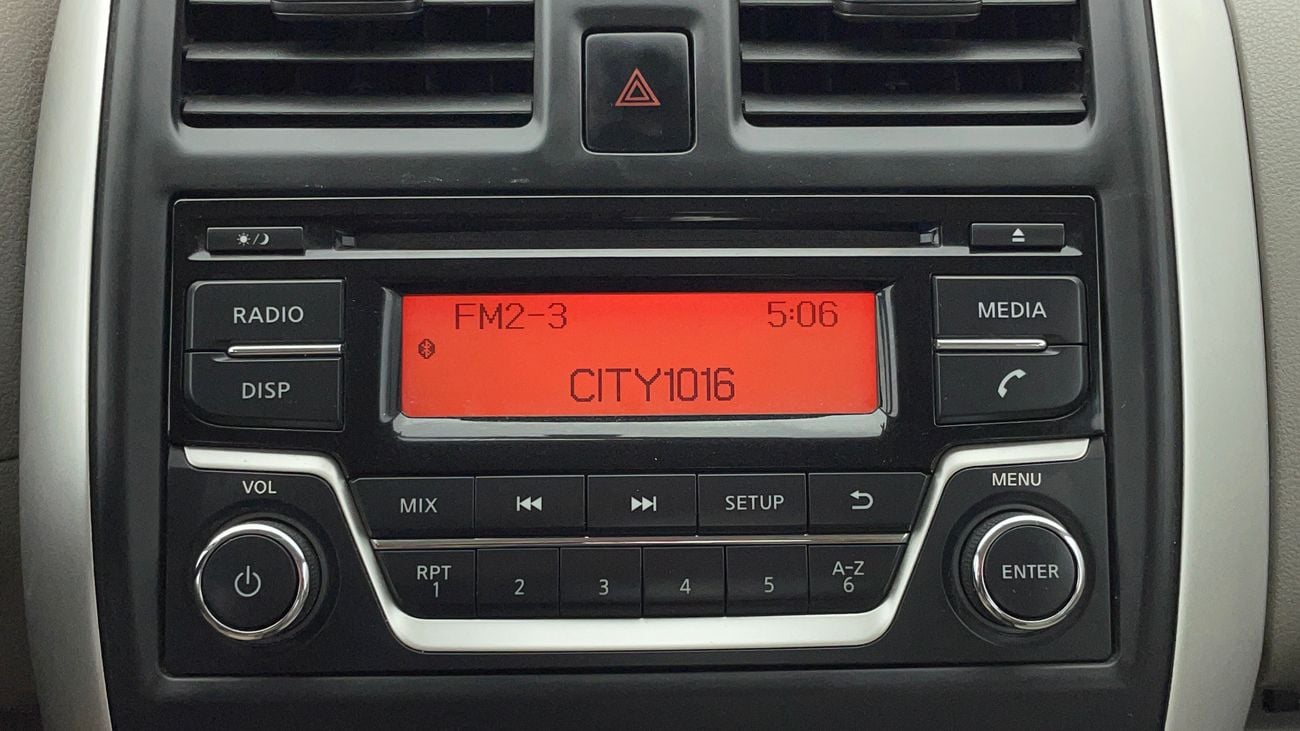 RADIO
DISP
FM2-3 5:06
CITY1016
MEDIA
VOL
MENU
MIX
SETUP
RPT
1
2
3
4
5
A-Z
6
ENTER